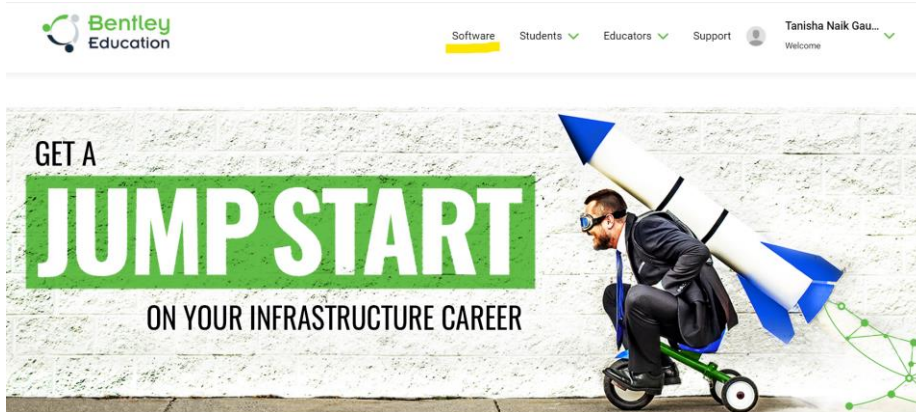 Bentley
Education
Software
Students
Educators
Support
Tanisha Naik Gau...
Welcome
GET A
JUMP START
ON YOUR INFRASTRUCTURE CAREER